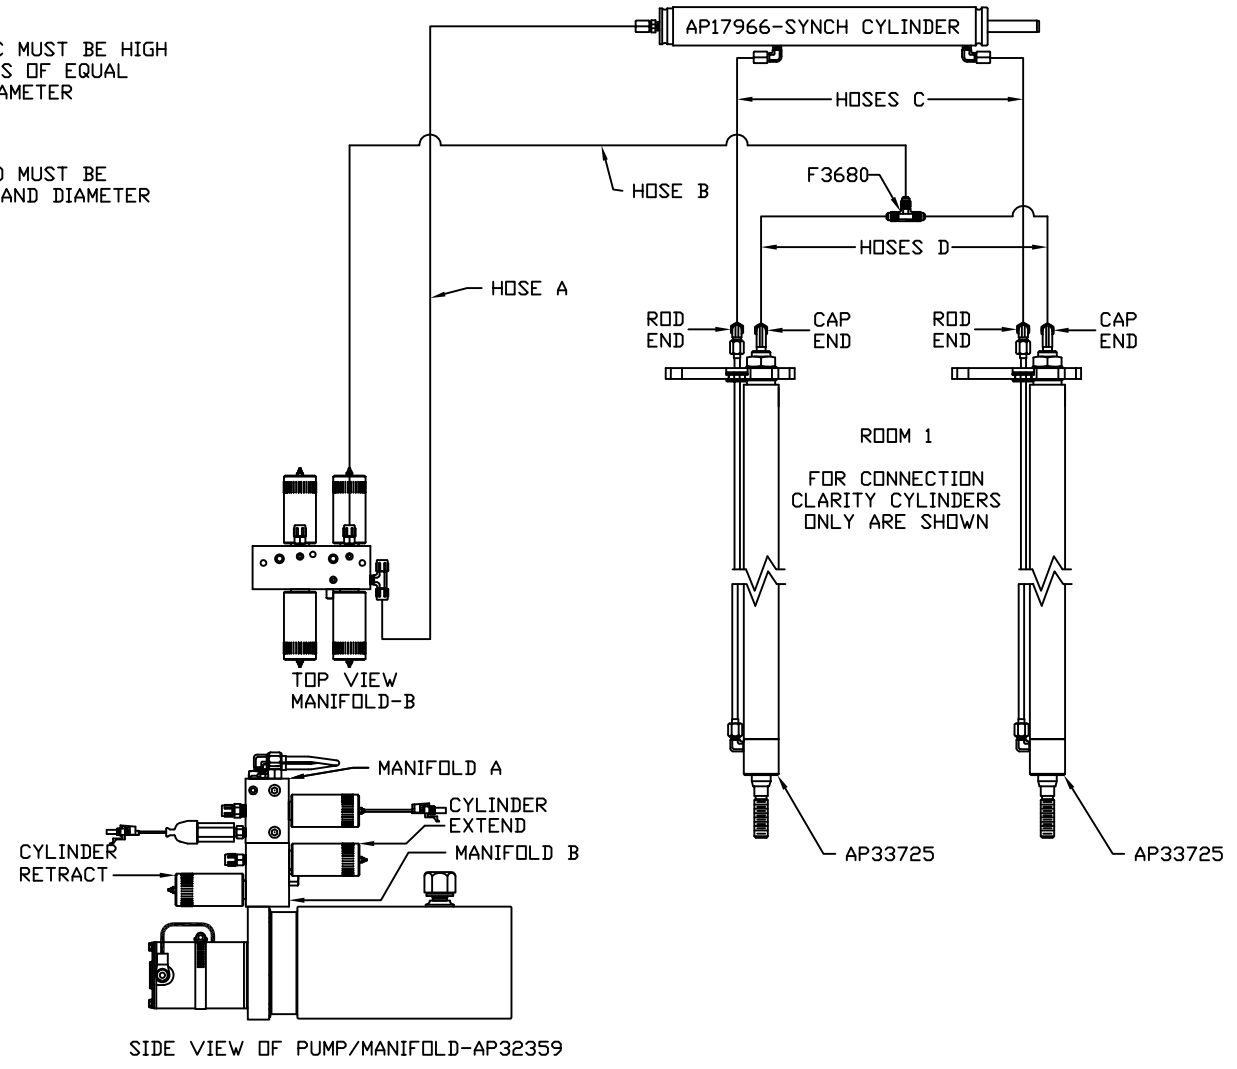 C MUST BE HIGH
S OF EQUAL
AMETER
D MUST BE
AND DIAMETER
AP17966-SYNCH CYLINDER
HOSES C
HOSE B
F3680
HOSES D
HOSE A
ROD
END
CAP
END
ROD
END
CAP
END
ROOM 1
FOR CONNECTION
CLARITY CYLINDERS
ONLY ARE SHOWN
TOP VIEW
MANIFOLD-B
MANIFOLD A
CYLINDER
EXTEND
MANIFOLD B
CYLINDER
RETRACT
AP33725
AP33725
SIDE VIEW OF PUMP/MANIFOLD-AP32359